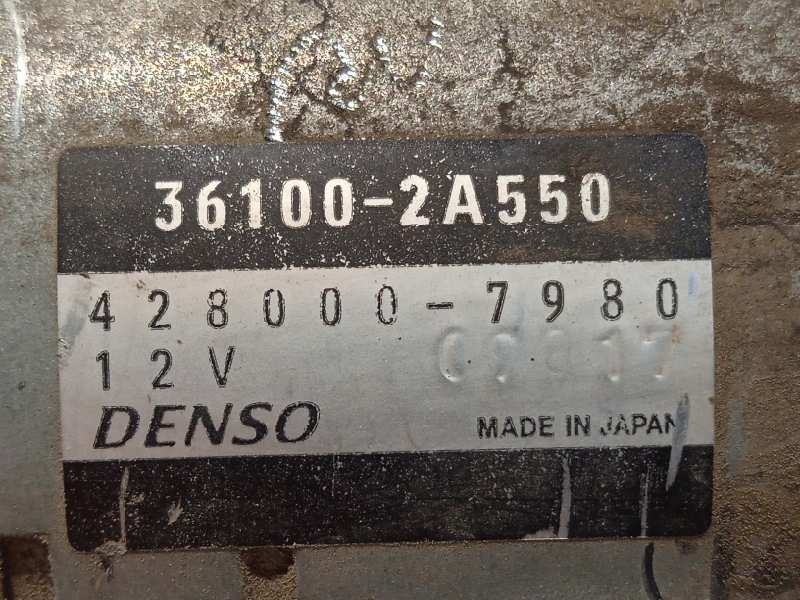 36100-2A550
428000-7980
12V
DENSO MADE IN JAPAN